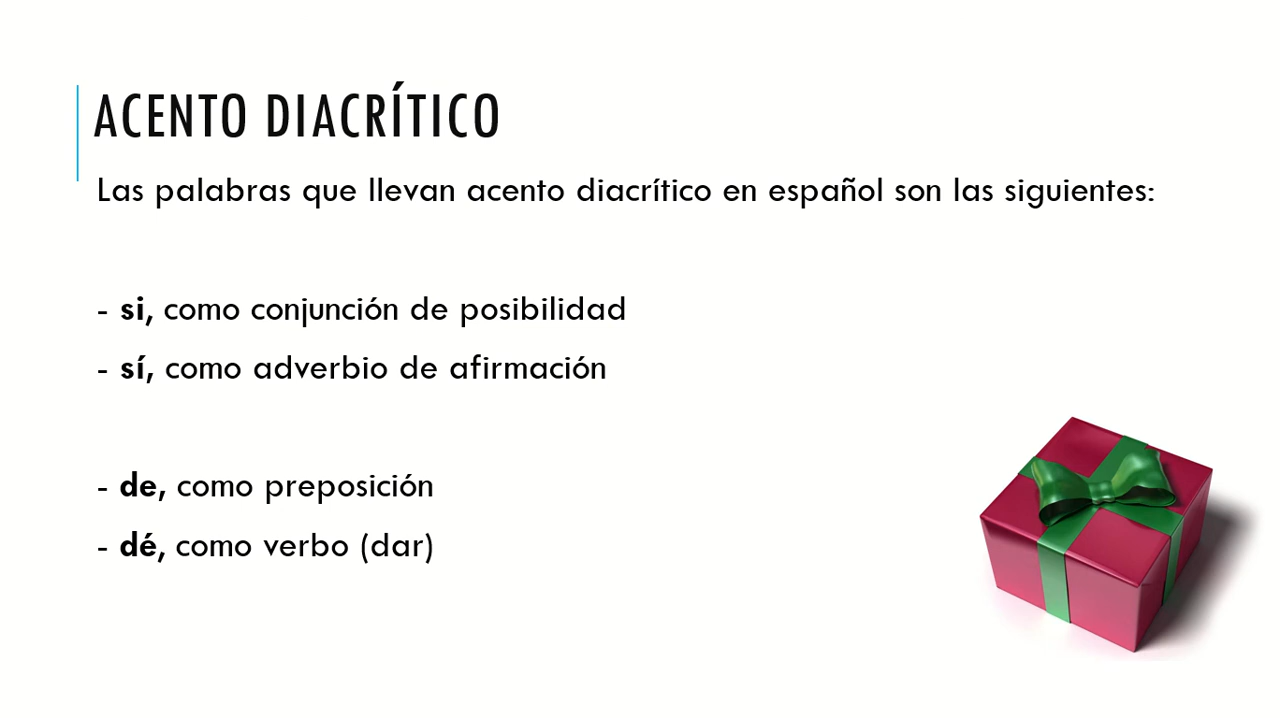 ACENTO DIACRÍTICO
Las palabras que llevan acento diacrítico en español son las siguientes:
- si, como conjunción de posibilidad
- sí, como adverbio de afirmación
- de, como preposición
- dé, como verbo (dar)